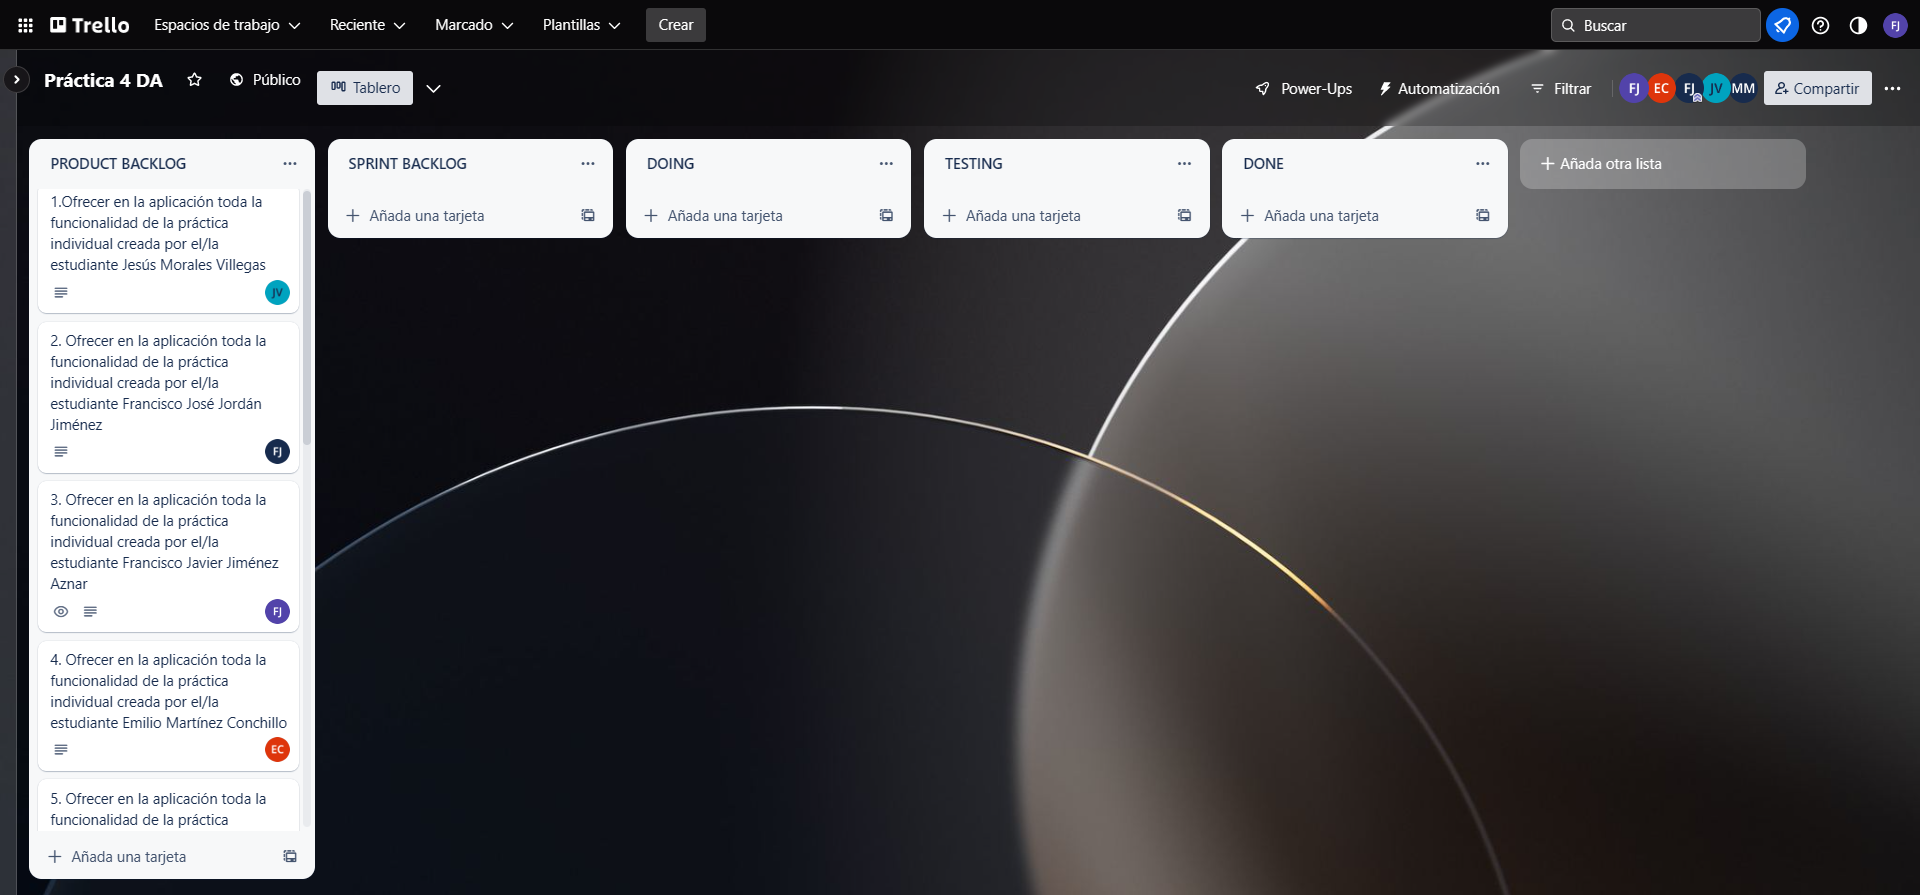 Trello Espacios de trabajo Reciente Marcado Plantillas Crear Buscar FJ
Práctica 4 DA Público Tablero Power-Ups Automatización Filtrar FJ EC FJ JV MM Compartir
PRODUCT BACKLOG
1.Ofrecer en la aplicación toda la
funcionalidad de la práctica
individual creada por el/la
estudiante Jesús Morales Villegas
JV
2. Ofrecer en la aplicación toda la
funcionalidad de la práctica
individual creada por el/la
estudiante Francisco José Jordán
Jiménez
FJ
3. Ofrecer en la aplicación toda la
funcionalidad de la práctica
individual creada por el/la
estudiante Francisco Javier Jiménez
Aznar
FJ
4. Ofrecer en la aplicación toda la
funcionalidad de la práctica
individual creada por el/la
estudiante Emilio Martínez Conchillo
EC
5. Ofrecer en la aplicación toda la
funcionalidad de la práctica
Añada una tarjeta
SPRINT BACKLOG
Añada una tarjeta
DOING
Añada una tarjeta
TESTING
Añada una tarjeta
DONE
Añada una tarjeta
Añada otra lista